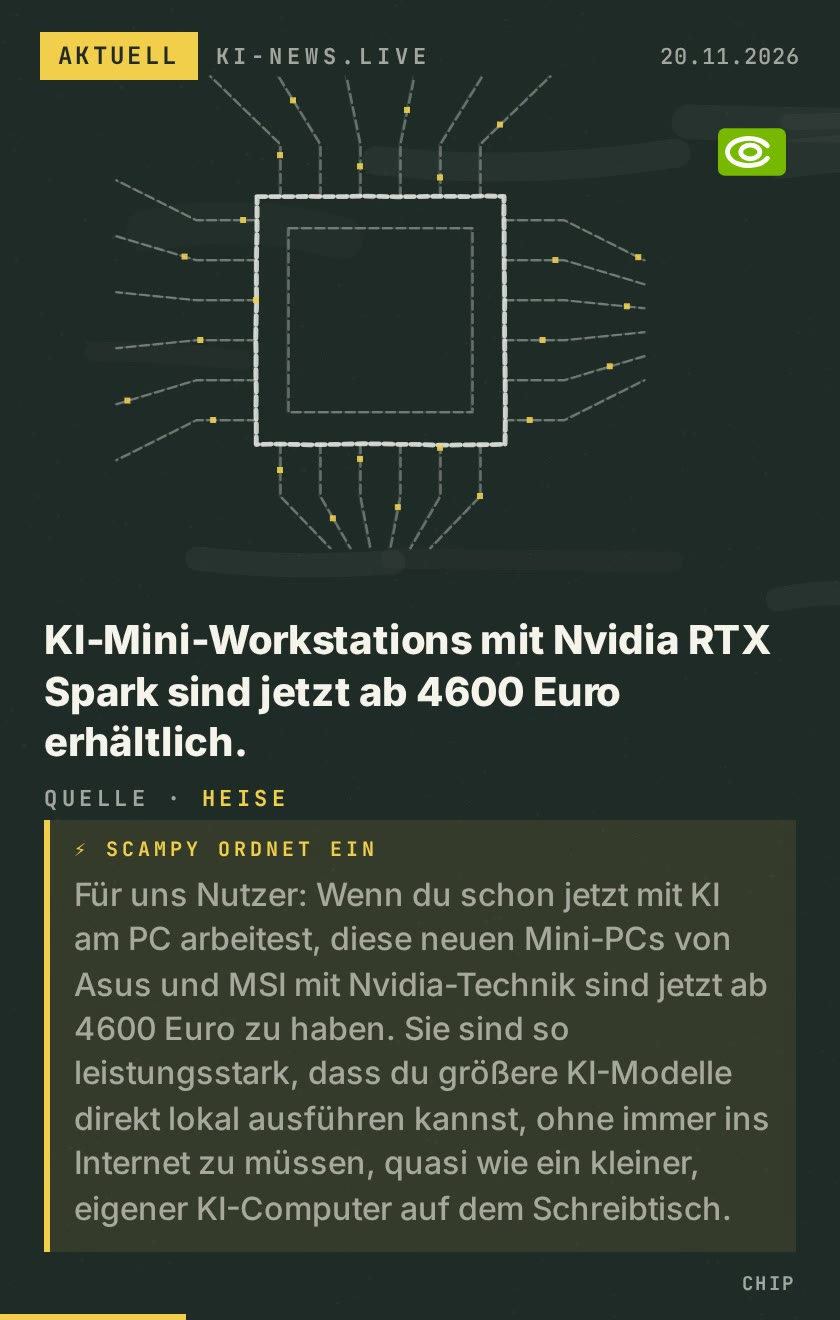 AKTUELL KI-NEWS.LIVE 20.11.2026
KI-Mini-Workstations mit Nvidia RTX
Spark sind jetzt ab 4600 Euro
erhältlich.
QUELLE · HEISE
⚡ SCAMPY ORDNET EIN
Für uns Nutzer: Wenn du schon jetzt mit KI
am PC arbeitest, diese neuen Mini-PCs von
Asus und MSI mit Nvidia-Technik sind jetzt ab
4600 Euro zu haben. Sie sind so
leistungsstark, dass du größere KI-Modelle
direkt lokal ausführen kannst, ohne immer ins
Internet zu müssen, quasi wie ein kleiner,
eigener KI-Computer auf dem Schreibtisch.
CHIP